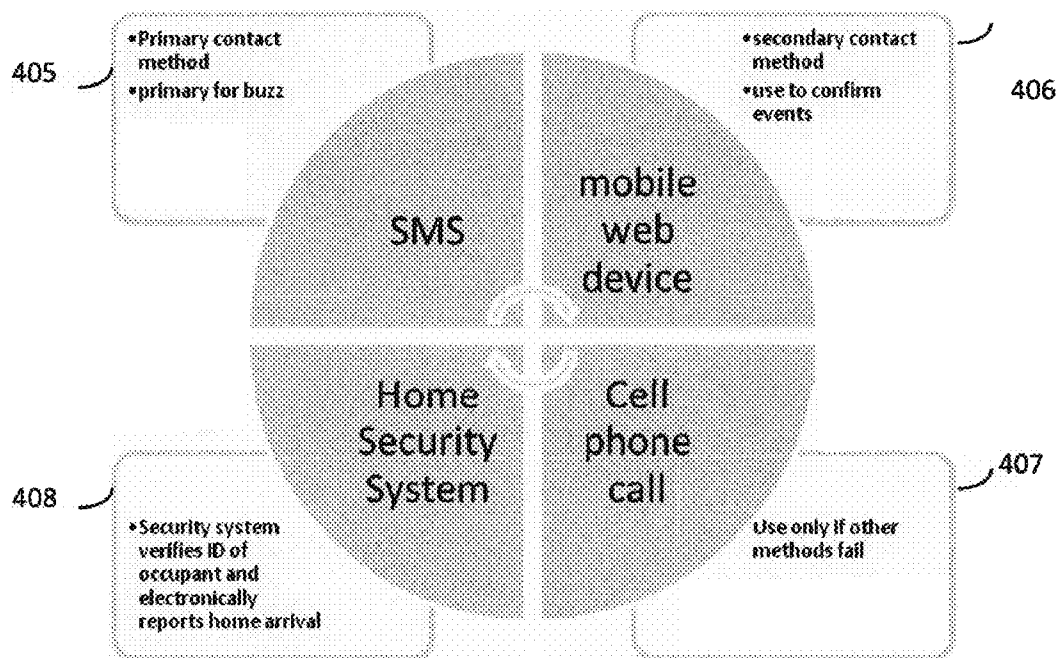 405
•Primary contact
method
•primary for buzz
SMS
•secondary contact
method
•use to confirm
events
406
mobile
web
device
Home
Security
System
408
•Security system
verifies ID of
occupant and
electronically
reports home arrival
Cell
phone
call
407
Use only if other
methods fail